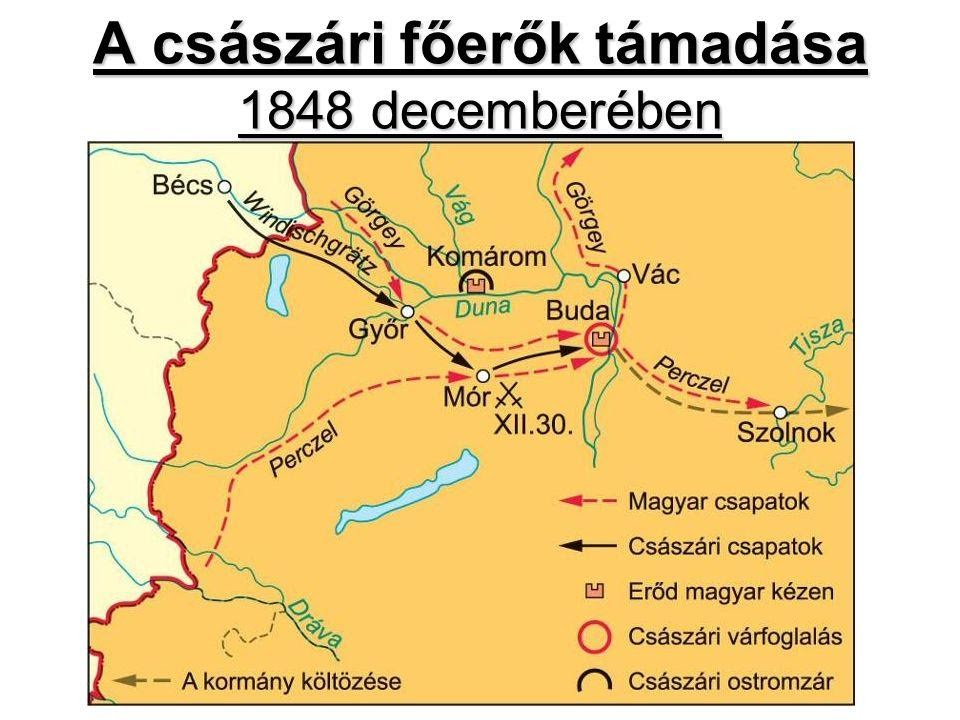 A császári főerők támadása
1848 decemberében
Bécs
Windischgrätz
Görgey
Vág
Görgey
Komárom
Vác
Duna
Buda
Győr
Tisza
Perczel
Mór
XII.30.
Szolnok
Perczel
Magyar csapatok
Császári csapatok
Erőd magyar kézen
Dráva
Császári várfoglalás
A kormány költözése
Császári ostromzár